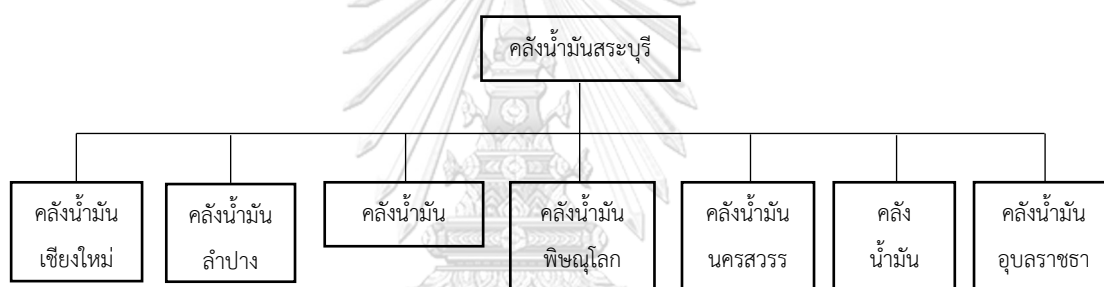 คลังน้ำมันสระบุรี
คลังน้ำมัน
เชียงใหม่
คลังน้ำมัน
ลำปาง
คลังน้ำมัน
คลังน้ำมัน
พิษณุโลก
คลังน้ำมัน
นครสวรร
คลัง
น้ำมัน
คลังน้ำมัน
อุบลราชธา